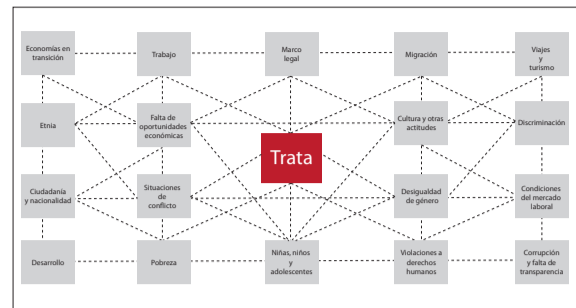 Economías en
transición
Trabajo
Marco
legal
Migración
Viajes
y
turismo
Etnia
Falta de
oportunidades
económicas
Cultura y otras
actitudes
Discriminación
Trata
Ciudadanía
y nacionalidad
Situaciones
de
conflicto
Desigualdad
de género
Condiciones
del mercado
laboral
Desarrollo
Pobreza
Niñas, niños
y
adolescentes
Violaciones a
derechos
humanos
Corrupción
y falta de
transparencia